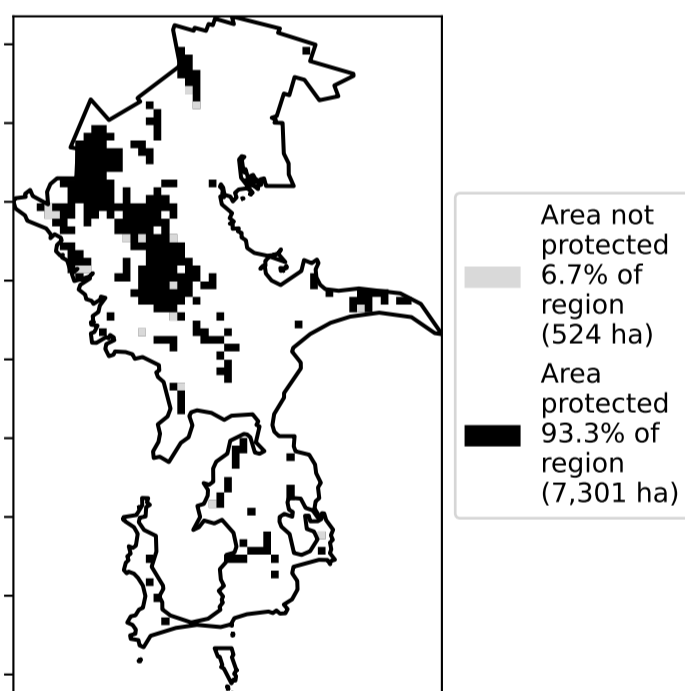 Area not
protected
6.7% of
region
(524 ha)
Area
protected
93.3% of
region
(7,301 ha)